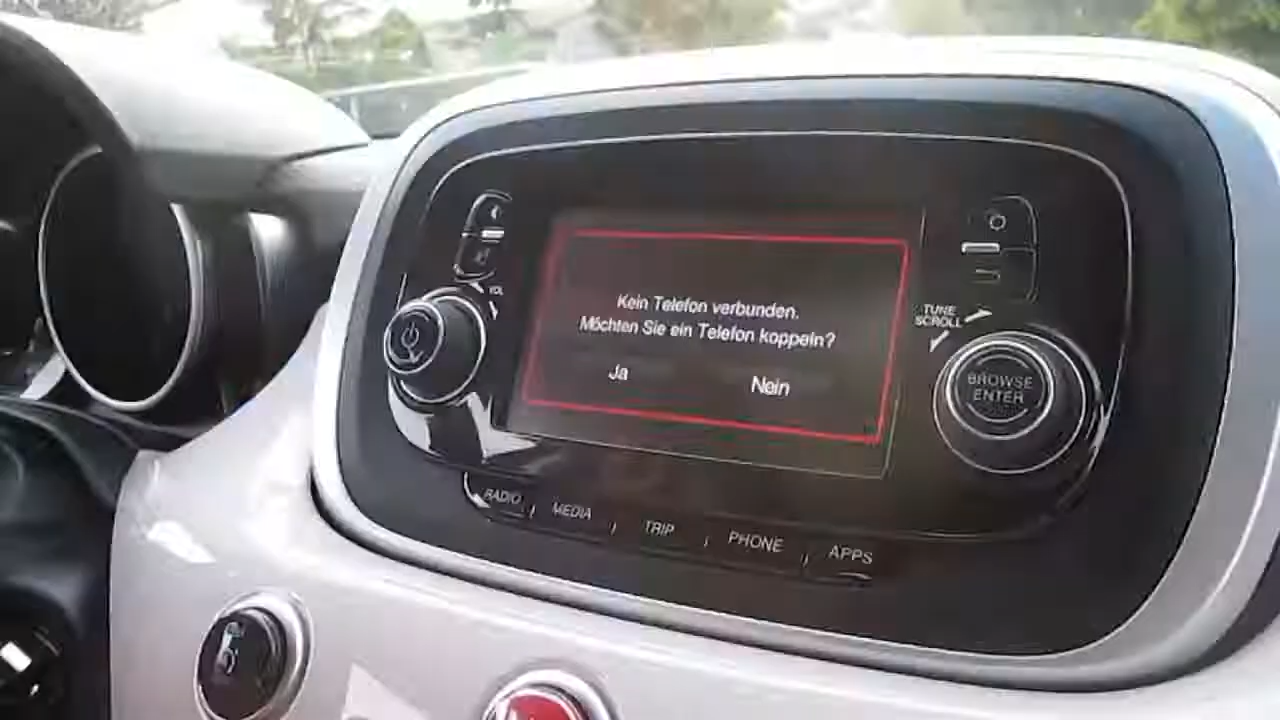 VOL
Kein Telefon verbunden.
Möchten Sie ein Telefon koppeln?
Ja
Nein
TUNE
SCROLL
BROWSE
ENTER
RADIO
MEDIA
TRIP
PHONE
APPS